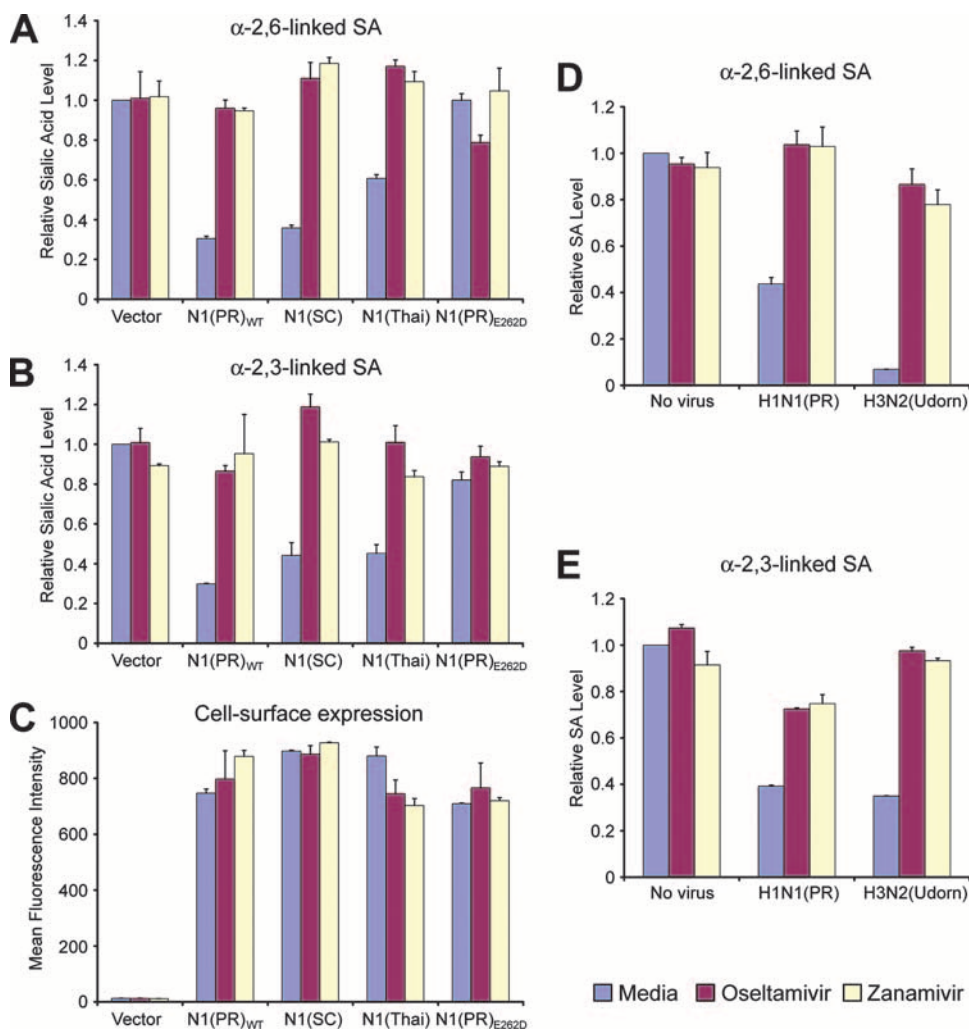 A
α-2,6-linked SA
Relative Sialic Acid Level
1.4
1.2
1.0
0.8
0.6
0.4
0.2
0
Vector N1(PR)WT N1(SC) N1(Thai) N1(PR)E262D
B
α-2,3-linked SA
Relative Sialic Acid Level
1.4
1.2
1.0
0.8
0.6
0.4
0.2
0
Vector N1(PR)WT N1(SC) N1(Thai) N1(PR)E262D
C
Cell-surface expression
Mean Fluorescence Intensity
1000
800
600
400
200
0
Vector N1(PR)WT N1(SC) N1(Thai) N1(PR)E262D
D
α-2,6-linked SA
Relative SA Level
1.2
1.0
0.8
0.6
0.4
0.2
0
No virus H1N1(PR) H3N2(Udorn)
E
α-2,3-linked SA
Relative SA Level
1.2
1.0
0.8
0.6
0.4
0.2
0
No virus H1N1(PR) H3N2(Udorn)
Media Oseltamivir Zanamivir